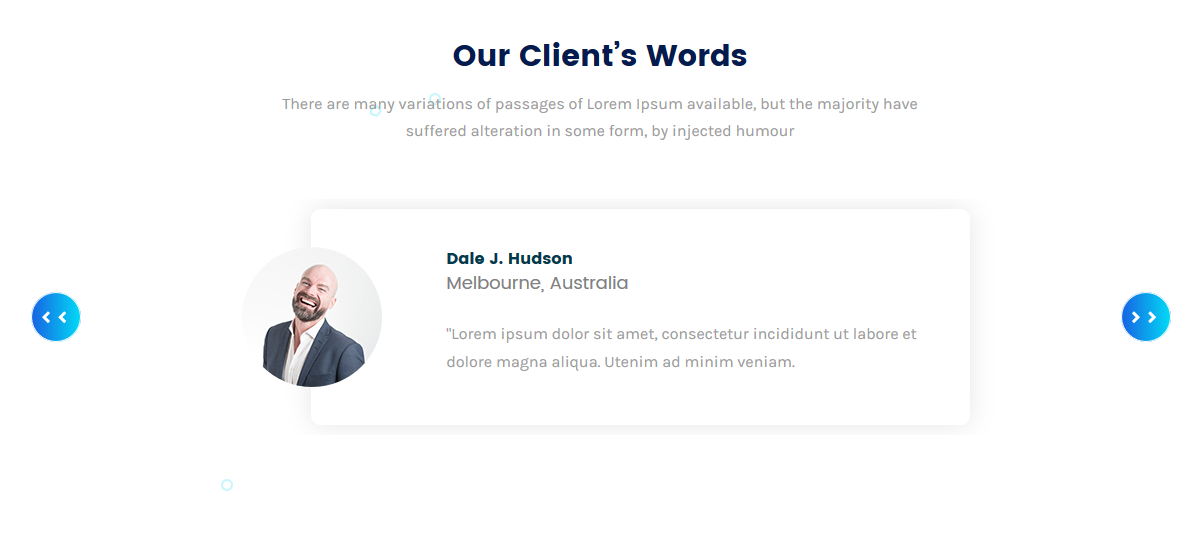 Our Client's Words
There are many variations of passages of Lorem Ipsum available, but the majority have
suffered alteration in some form, by injected humour
Dale J. Hudson
Melbourne, Australia
"Lorem ipsum dolor sit amet, consectetur incididunt ut labore et
dolore magna aliqua. Utenim ad minim veniam.